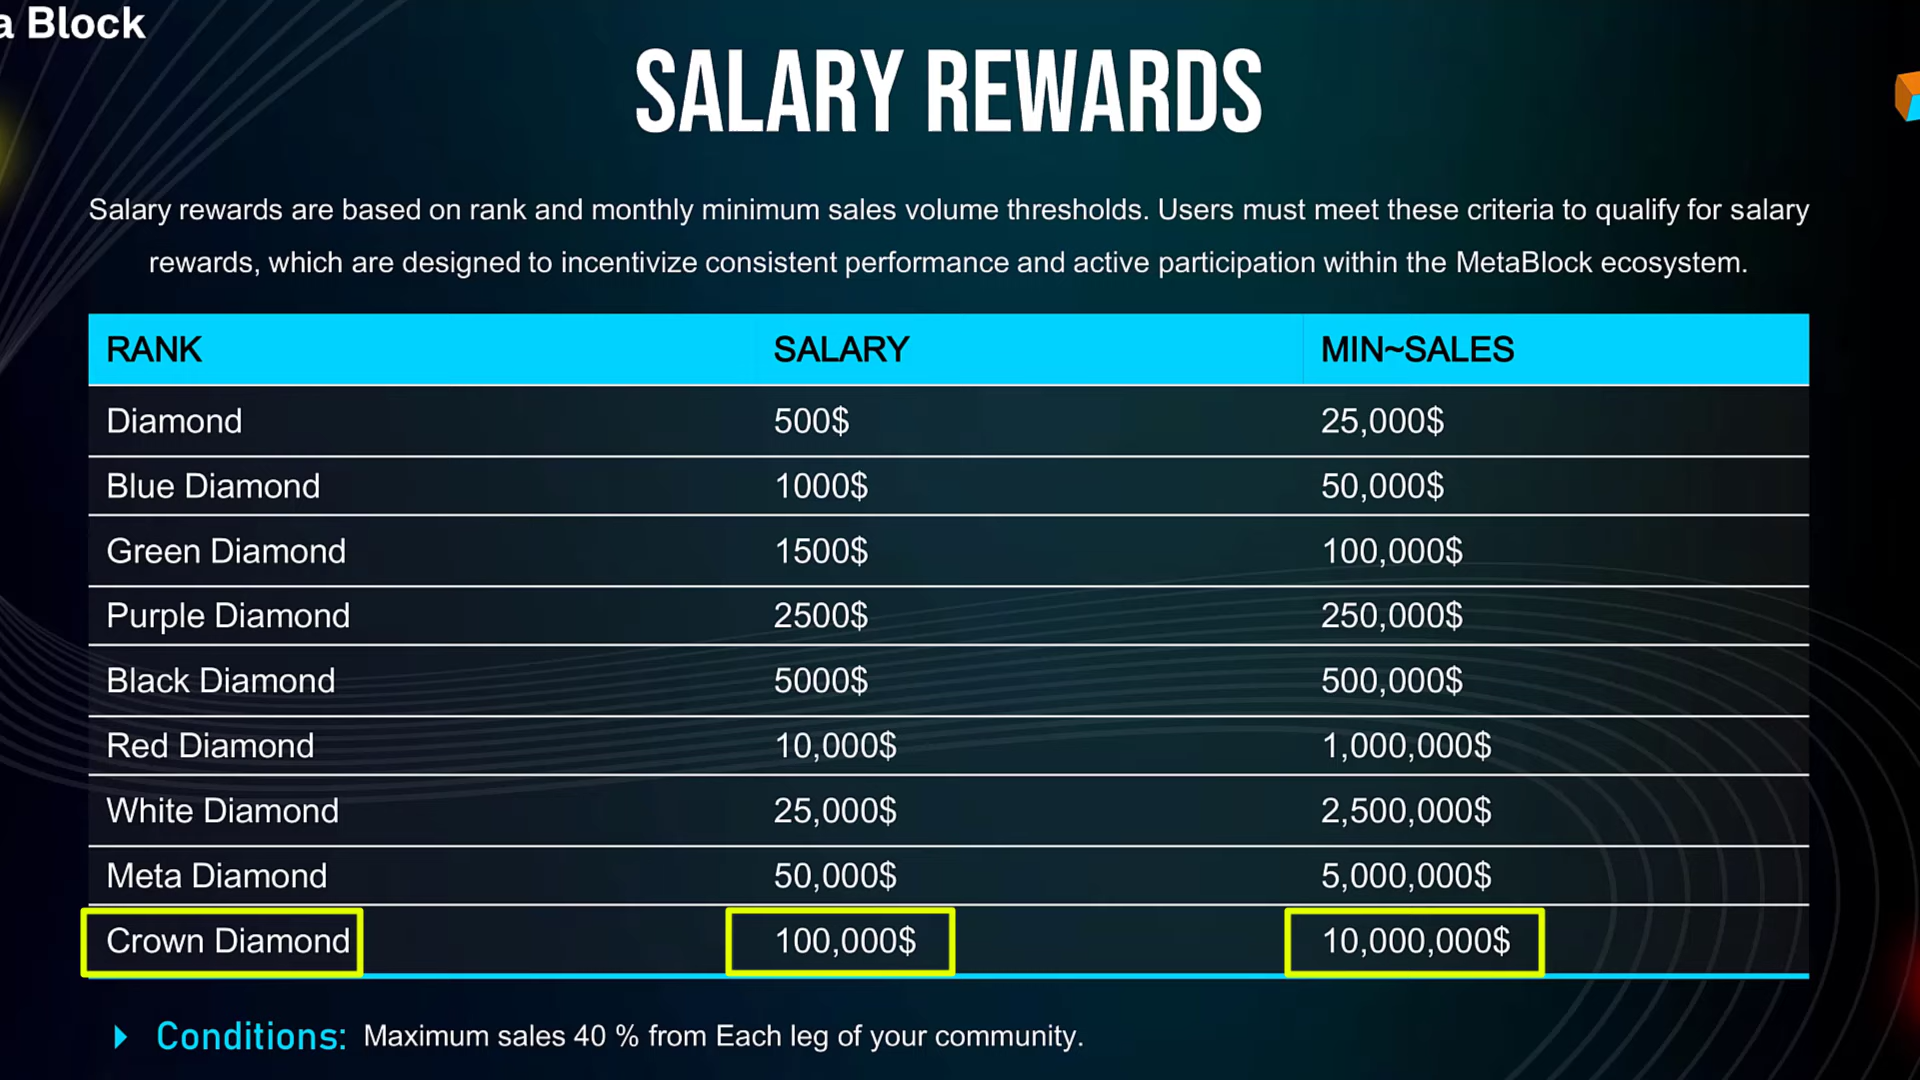 a Block
SALARY REWARDS
Salary rewards are based on rank and monthly minimum sales volume thresholds. Users must meet these criteria to qualify for salary
rewards, which are designed to incentivize consistent performance and active participation within the MetaBlock ecosystem.
RANK SALARY MIN~SALES
Diamond 500$ 25,000$
Blue Diamond 1000$ 50,000$
Green Diamond 1500$ 100,000$
Purple Diamond 2500$ 250,000$
Black Diamond 5000$ 500,000$
Red Diamond 10,000$ 1,000,000$
White Diamond 25,000$ 2,500,000$
Meta Diamond 50,000$ 5,000,000$
Crown Diamond 100,000$ 10,000,000$
Conditions: Maximum sales 40 % from Each leg of your community.